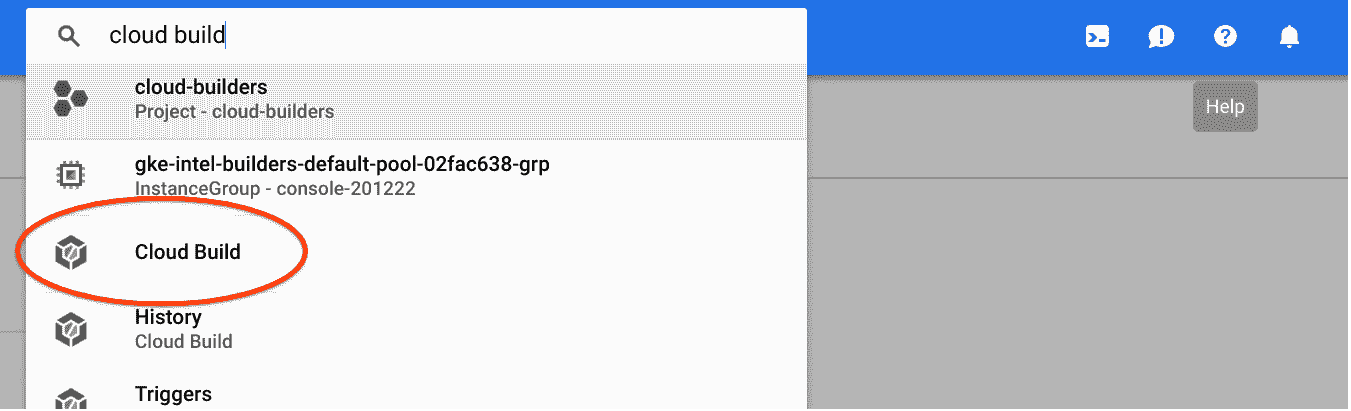 cloud build
cloud-builders
Project - cloud-builders
Help
gke-intel-builders-default-pool-02fac638-grp
InstanceGroup - console-201222
Cloud Build
History
Cloud Build
Triggers